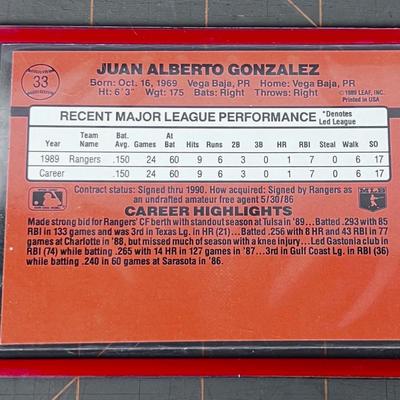 33
JUAN ALBERTO GONZALEZ
Born: Oct. 16, 1969 Vega Baja, PR Home: Vega Baja, PR
Ht: 6'3" Wgt: 175 Bats: Right Throws: Right
©1989 LEAF, INC.
Printed in USA
RECENT MAJOR LEAGUE PERFORMANCE *Denotes Led League
Year Team Name Bat. Avg. Games At Bat Hits Runs 2B 3B HR RBI Steal Walk SO
1989 Rangers .150 24 60 9 6 3 0 1 7 0 6 17
Career .150 24 60 9 6 3 0 1 7 0 6 17
Contract status: Signed thru 1990. How acquired: Signed by Rangers as
an undrafted amateur free agent 5/30/86
MLB
CAREER HIGHLIGHTS
Made strong bid for Rangers' CF berth with standout season at Tulsa in '89...Batted .293 with 85
RBI in 133 games and was 3rd in Texas Lg. in HR (21)...Batted .256 with 8 HR and 43 RBI in 77
games at Charlotte in '88, but missed much of season with a knee injury...Led Gastonia club in
RBI (74) while batting .265 with 14 HR in 127 games in '87...3rd in Gulf Coast Lg. in RBI (36)
while batting .240 in 60 games at Sarasota in '86.